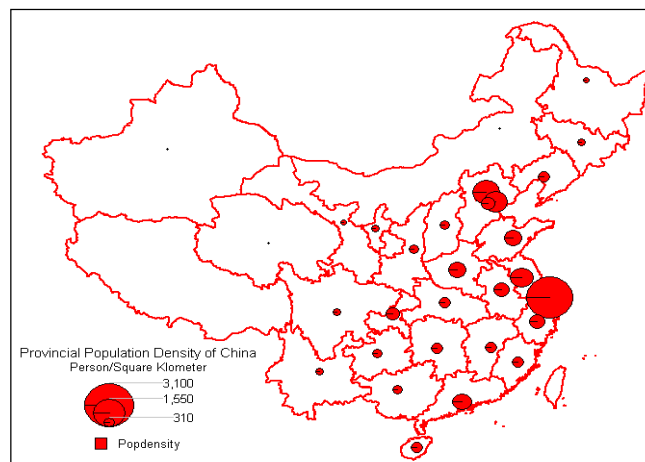 Provincial Population Density of China
Person/Square Klometer
3,100
1,550
310
Popdensity